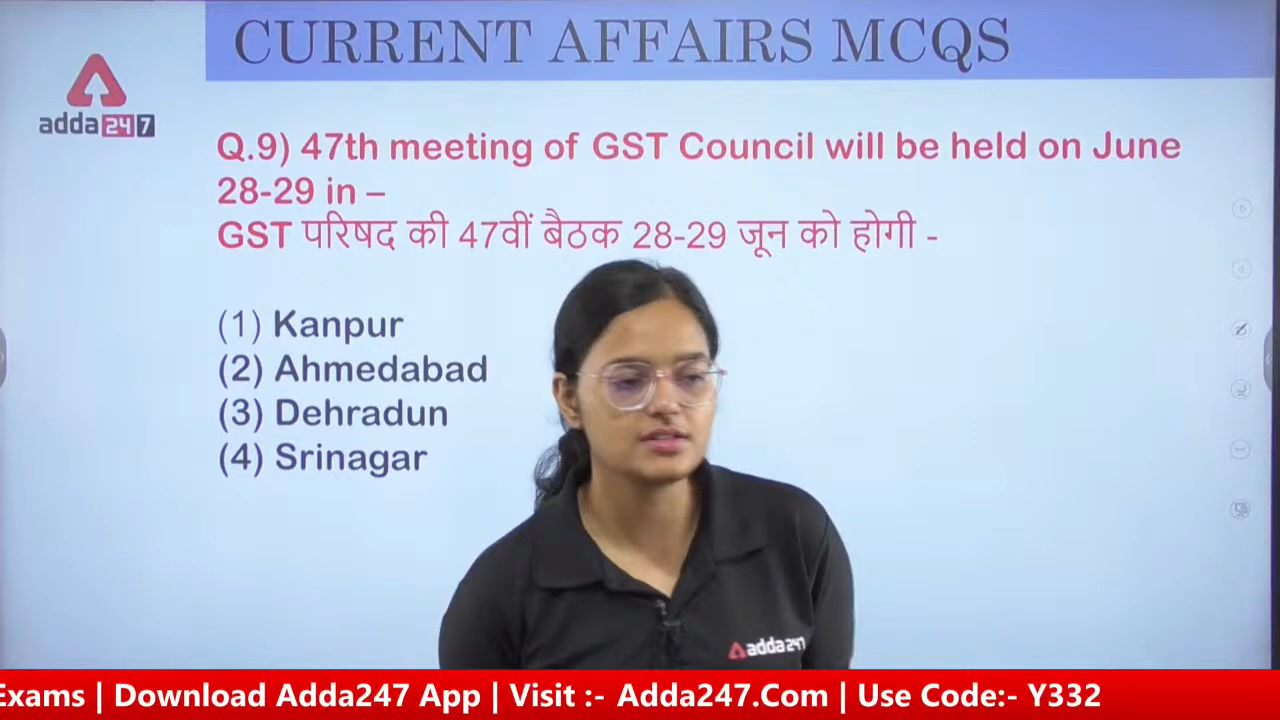 CURRENT AFFAIRS MCQS
adda247
Q.9) 47th meeting of GST Council will be held on June
28-29 in –
GST परिषद की 47वीं बैठक 28-29 जून को होगी -
(1) Kanpur
(2) Ahmedabad
(3) Dehradun
(4) Srinagar
adda247
Exams | Download Adda247 App | Visit :- Adda247.Com | Use Code:- Y332